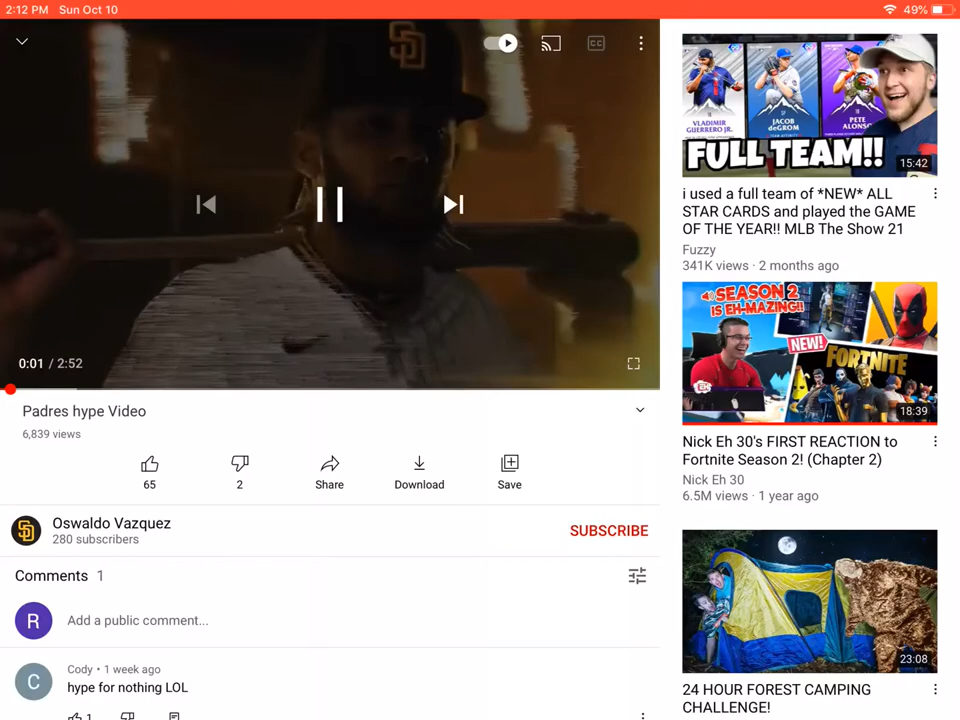 2:12 PM Sun Oct 10
49%
SD
CC
0:01 / 2:52
Padres hype Video
6,839 views
65
2
Share
Download
Save
SD
Oswaldo Vazquez
280 subscribers
SUBSCRIBE
Comments 1
R
Add a public comment...
C
Cody • 1 week ago
hype for nothing LOL
1
VLADIMIR
GUERRERO JR.
JACOB
deGROM
PETE
ALONSO
FULL TEAM!!
15:42
i used a full team of *NEW* ALL
STAR CARDS and played the GAME
OF THE YEAR!! MLB The Show 21
Fuzzy
341K views · 2 months ago
SEASON 2
IS EH-MAZING!!
NEW!
FORTNITE
EH
18:39
Nick Eh 30's FIRST REACTION to
Fortnite Season 2! (Chapter 2)
Nick Eh 30
6.5M views · 1 year ago
23:08
24 HOUR FOREST CAMPING
CHALLENGE!